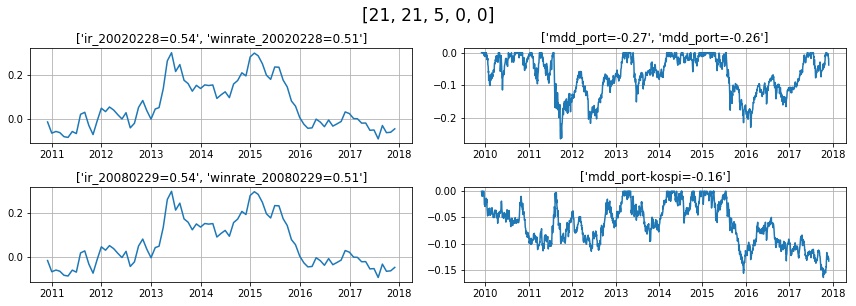 [21, 21, 5, 0, 0]
['ir_20020228=0.54', 'winrate_20020228=0.51']
0.2
0.0
2011 2012 2013 2014 2015 2016 2017 2018
['mdd_port=-0.27', 'mdd_port=-0.26']
0.0
−0.1
−0.2
2010 2011 2012 2013 2014 2015 2016 2017 2018
['ir_20080229=0.54', 'winrate_20080229=0.51']
0.2
0.0
2011 2012 2013 2014 2015 2016 2017 2018
['mdd_port-kospi=-0.16']
0.00
−0.05
−0.10
−0.15
2010 2011 2012 2013 2014 2015 2016 2017 2018